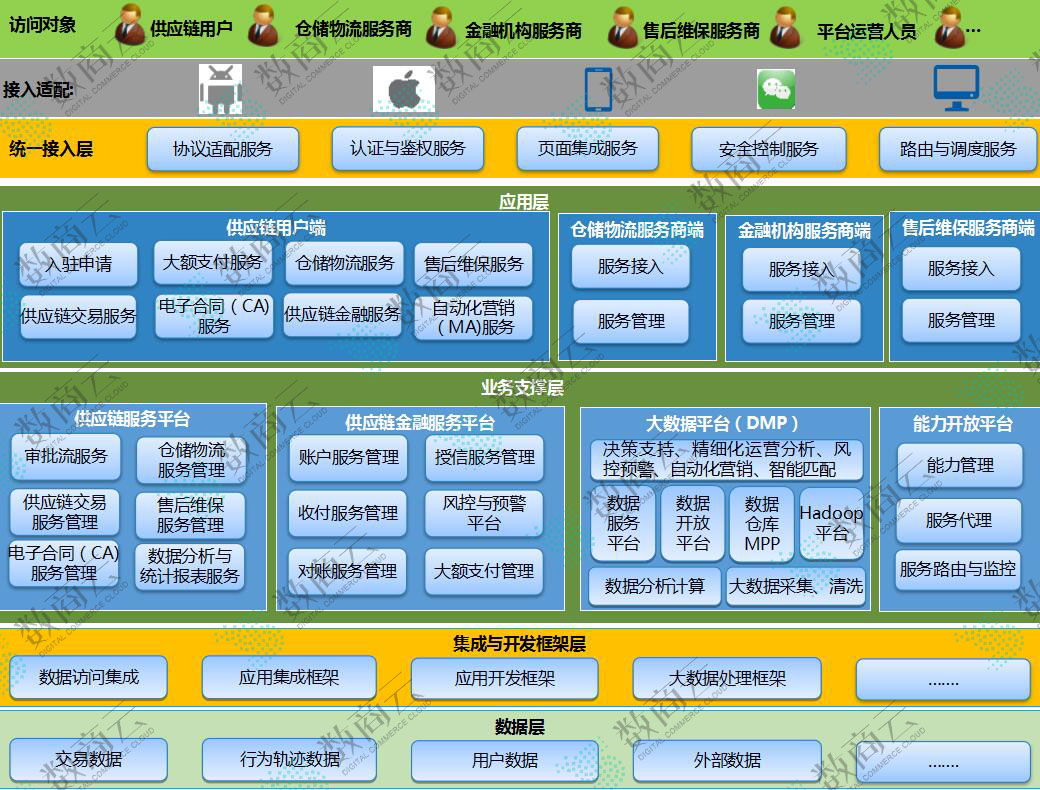 访问对象
供应链用户
仓储物流服务商
金融机构服务商
售后维保服务商
平台运营人员
...
接入适配:
统一接入层
协议适配服务
认证与鉴权服务
页面集成服务
安全控制服务
路由与调度服务
应用层
供应链用户端
入驻申请
大额支付服务
仓储物流服务
售后维保服务
供应链交易服务
电子合同（CA）
服务
供应链金融服务
自动化营销
（MA)服务
仓储物流服务商端
服务接入
服务管理
金融机构服务商端
服务接入
服务管理
售后维保服务商端
服务接入
服务管理
业务支撑层
供应链服务平台
审批流服务
仓储物流
服务管理
供应链交易
服务管理
售后维保
服务管理
电子合同（CA)
服务管理
数据分析与
统计报表服务
供应链金融服务平台
账户服务管理
授信服务管理
收付服务管理
风控与预警
平台
对账服务管理
大额支付管理
大数据平台（DMP）
决策支持、精细化运营分析、风
控预警、自动化营销、智能匹配
数据
服务
平台
数据
开放
平台
数据
仓库
MPP
Hadoop
平台
数据分析计算
大数据采集、清洗
能力开放平台
能力管理
服务代理
服务路由与监控
集成与开发框架层
数据访问集成
应用集成框架
应用开发框架
大数据处理框架
.......
数据层
交易数据
行为轨迹数据
用户数据
外部数据
.......
数商云
DIGITAL COMMERCE CLOUD